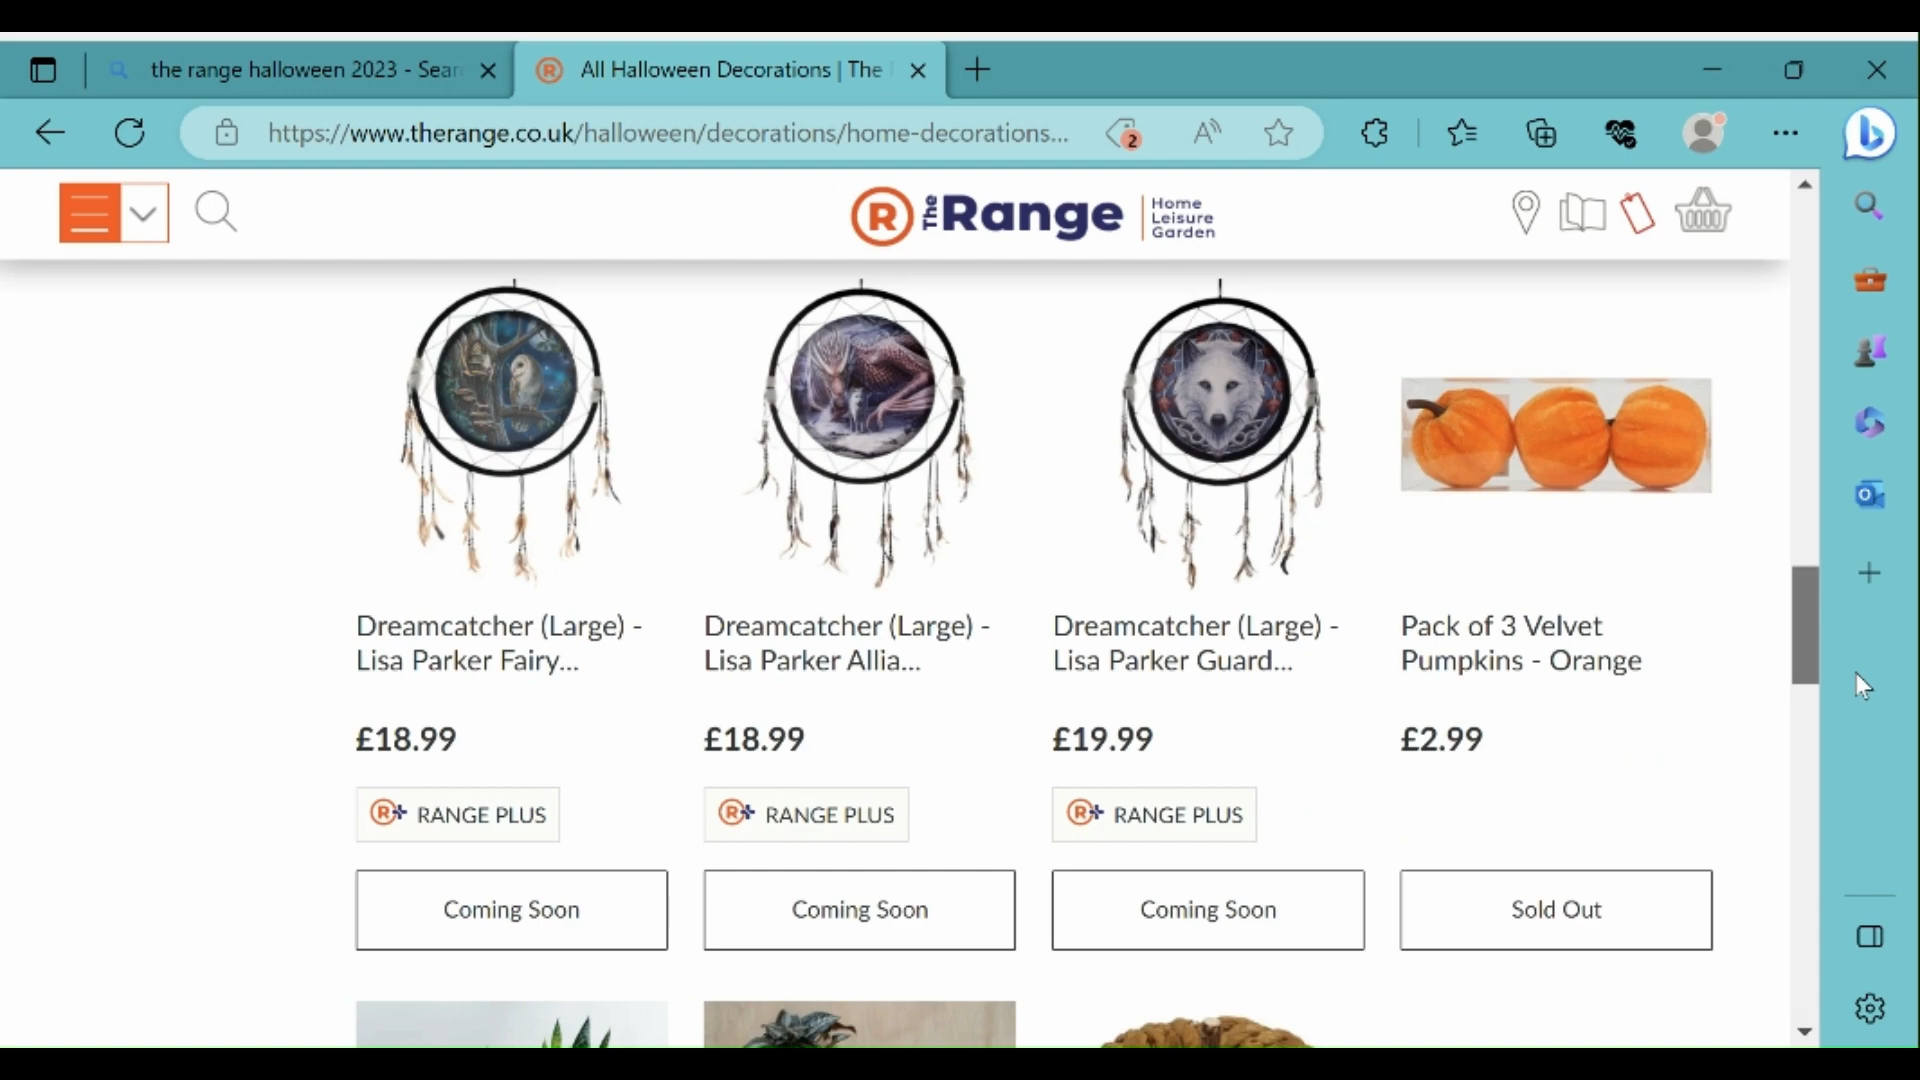 the range halloween 2023 - Sear
All Halloween Decorations | The
https://www.therange.co.uk/halloween/decorations/home-decorations...
2
R The Range
Home
Leisure
Garden
Dreamcatcher (Large) -
Lisa Parker Fairy...
£18.99
R+ RANGE PLUS
Coming Soon
Dreamcatcher (Large) -
Lisa Parker Allia...
£18.99
R+ RANGE PLUS
Coming Soon
Dreamcatcher (Large) -
Lisa Parker Guard...
£19.99
R+ RANGE PLUS
Coming Soon
Pack of 3 Velvet
Pumpkins - Orange
£2.99
Sold Out